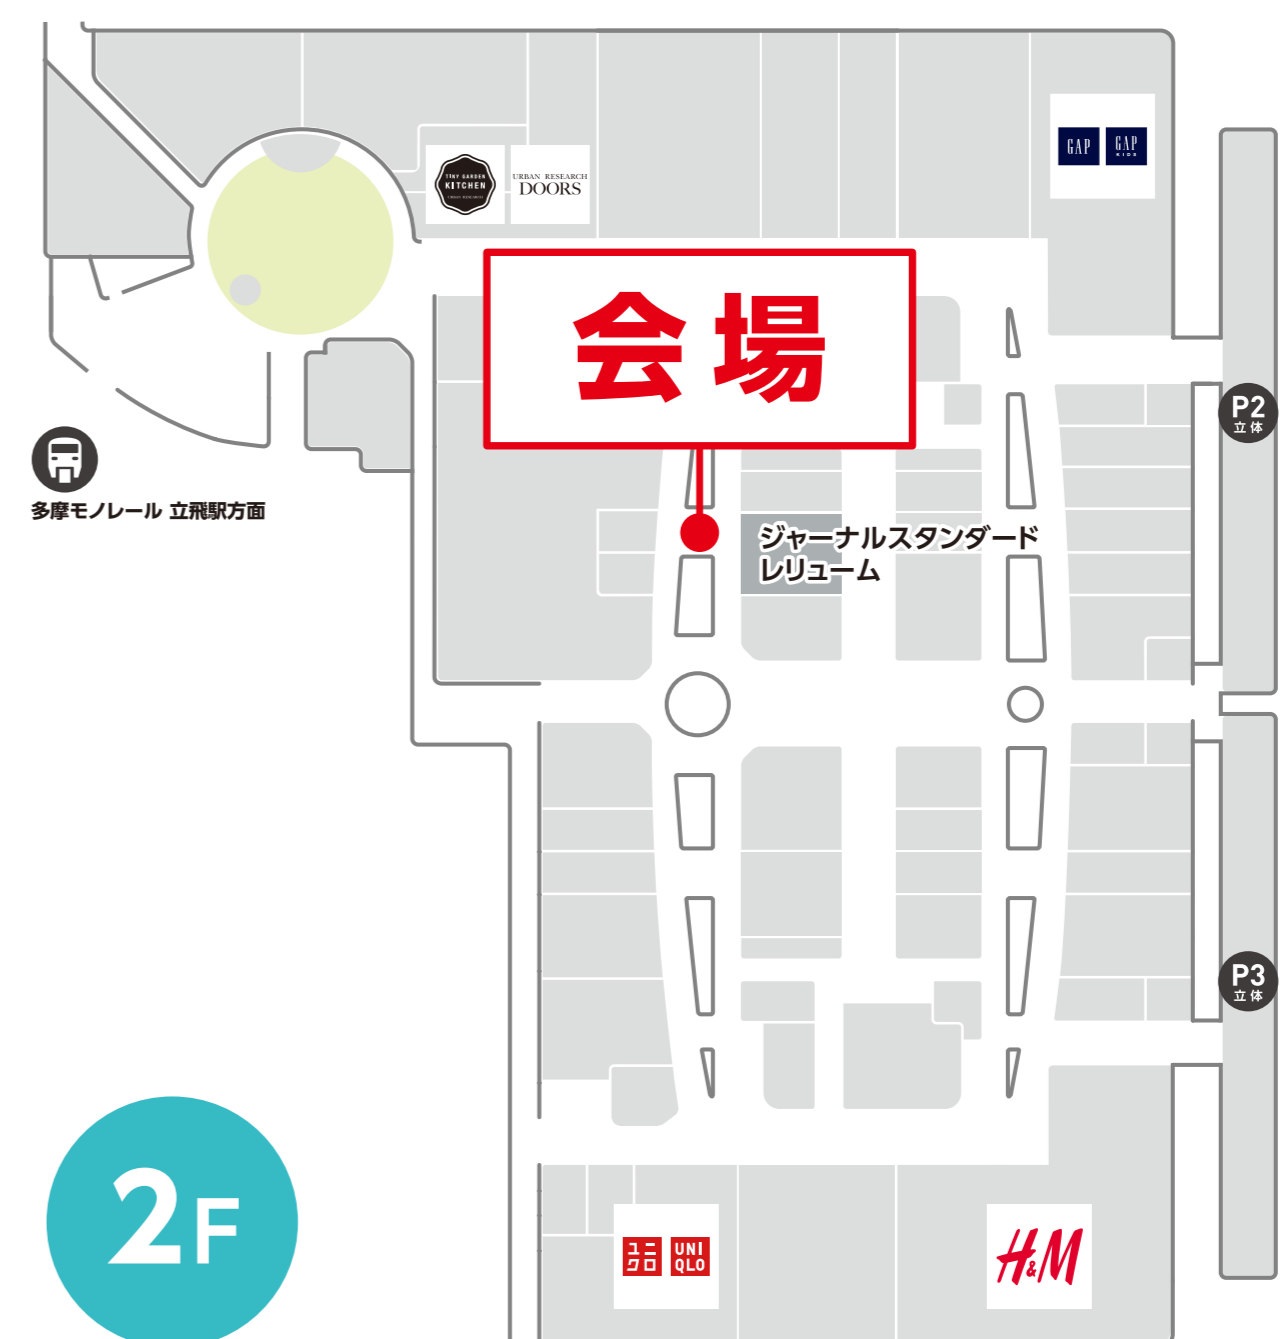 TINY GARDEN
KITCHEN
URBAN RESEARCH
URBAN RESEARCH
DOORS
GAP
GAP
KIDS
会場
P2
立体
多摩モノレール 立飛駅方面
ジャーナルスタンダード
レリューム
P3
立体
2F
ユニ
クロ
UNI
QLO
H&M